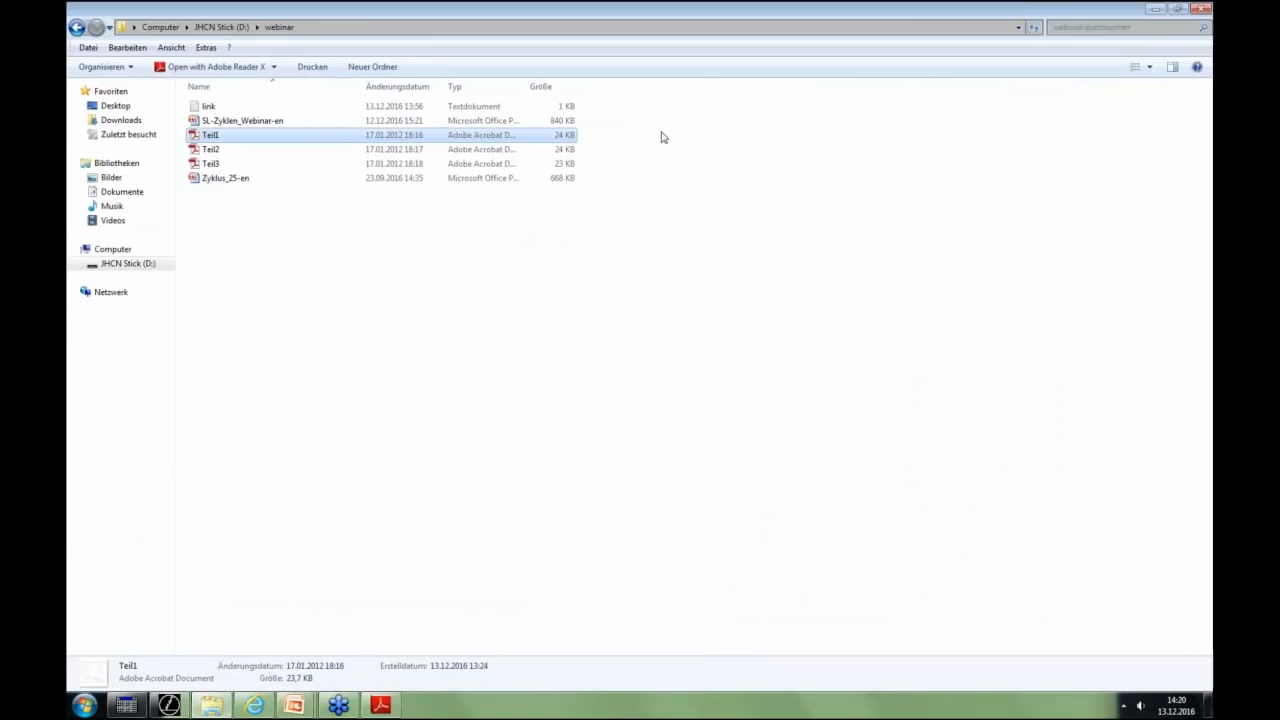 Computer JHCN Stick (D:) webinar webinar durchsuchen
Datei Bearbeiten Ansicht Extras ?
Organisieren Open with Adobe Reader X Drucken Neuer Ordner
Name Änderungsdatum Typ Größe
Favoriten
Desktop
Downloads
Zuletzt besucht
Bibliotheken
Bilder
Dokumente
Musik
Videos
Computer
JHCN Stick (D:)
Netzwerk
link 13.12.2016 13:56 Textdokument 1 KB
SL-Zyklen_Webinar-en 12.12.2016 15:21 Microsoft Office P... 840 KB
Teil1 17.01.2012 18:16 Adobe Acrobat D... 24 KB
Teil2 17.01.2012 18:17 Adobe Acrobat D... 24 KB
Teil3 17.01.2012 18:18 Adobe Acrobat D... 23 KB
Zyklus_25-en 23.09.2016 14:35 Microsoft Office P... 668 KB
Teil1 Änderungsdatum: 17.01.2012 18:16 Erstelldatum: 13.12.2016 13:24
Adobe Acrobat Document Größe: 23,7 KB
14:20
13.12.2016